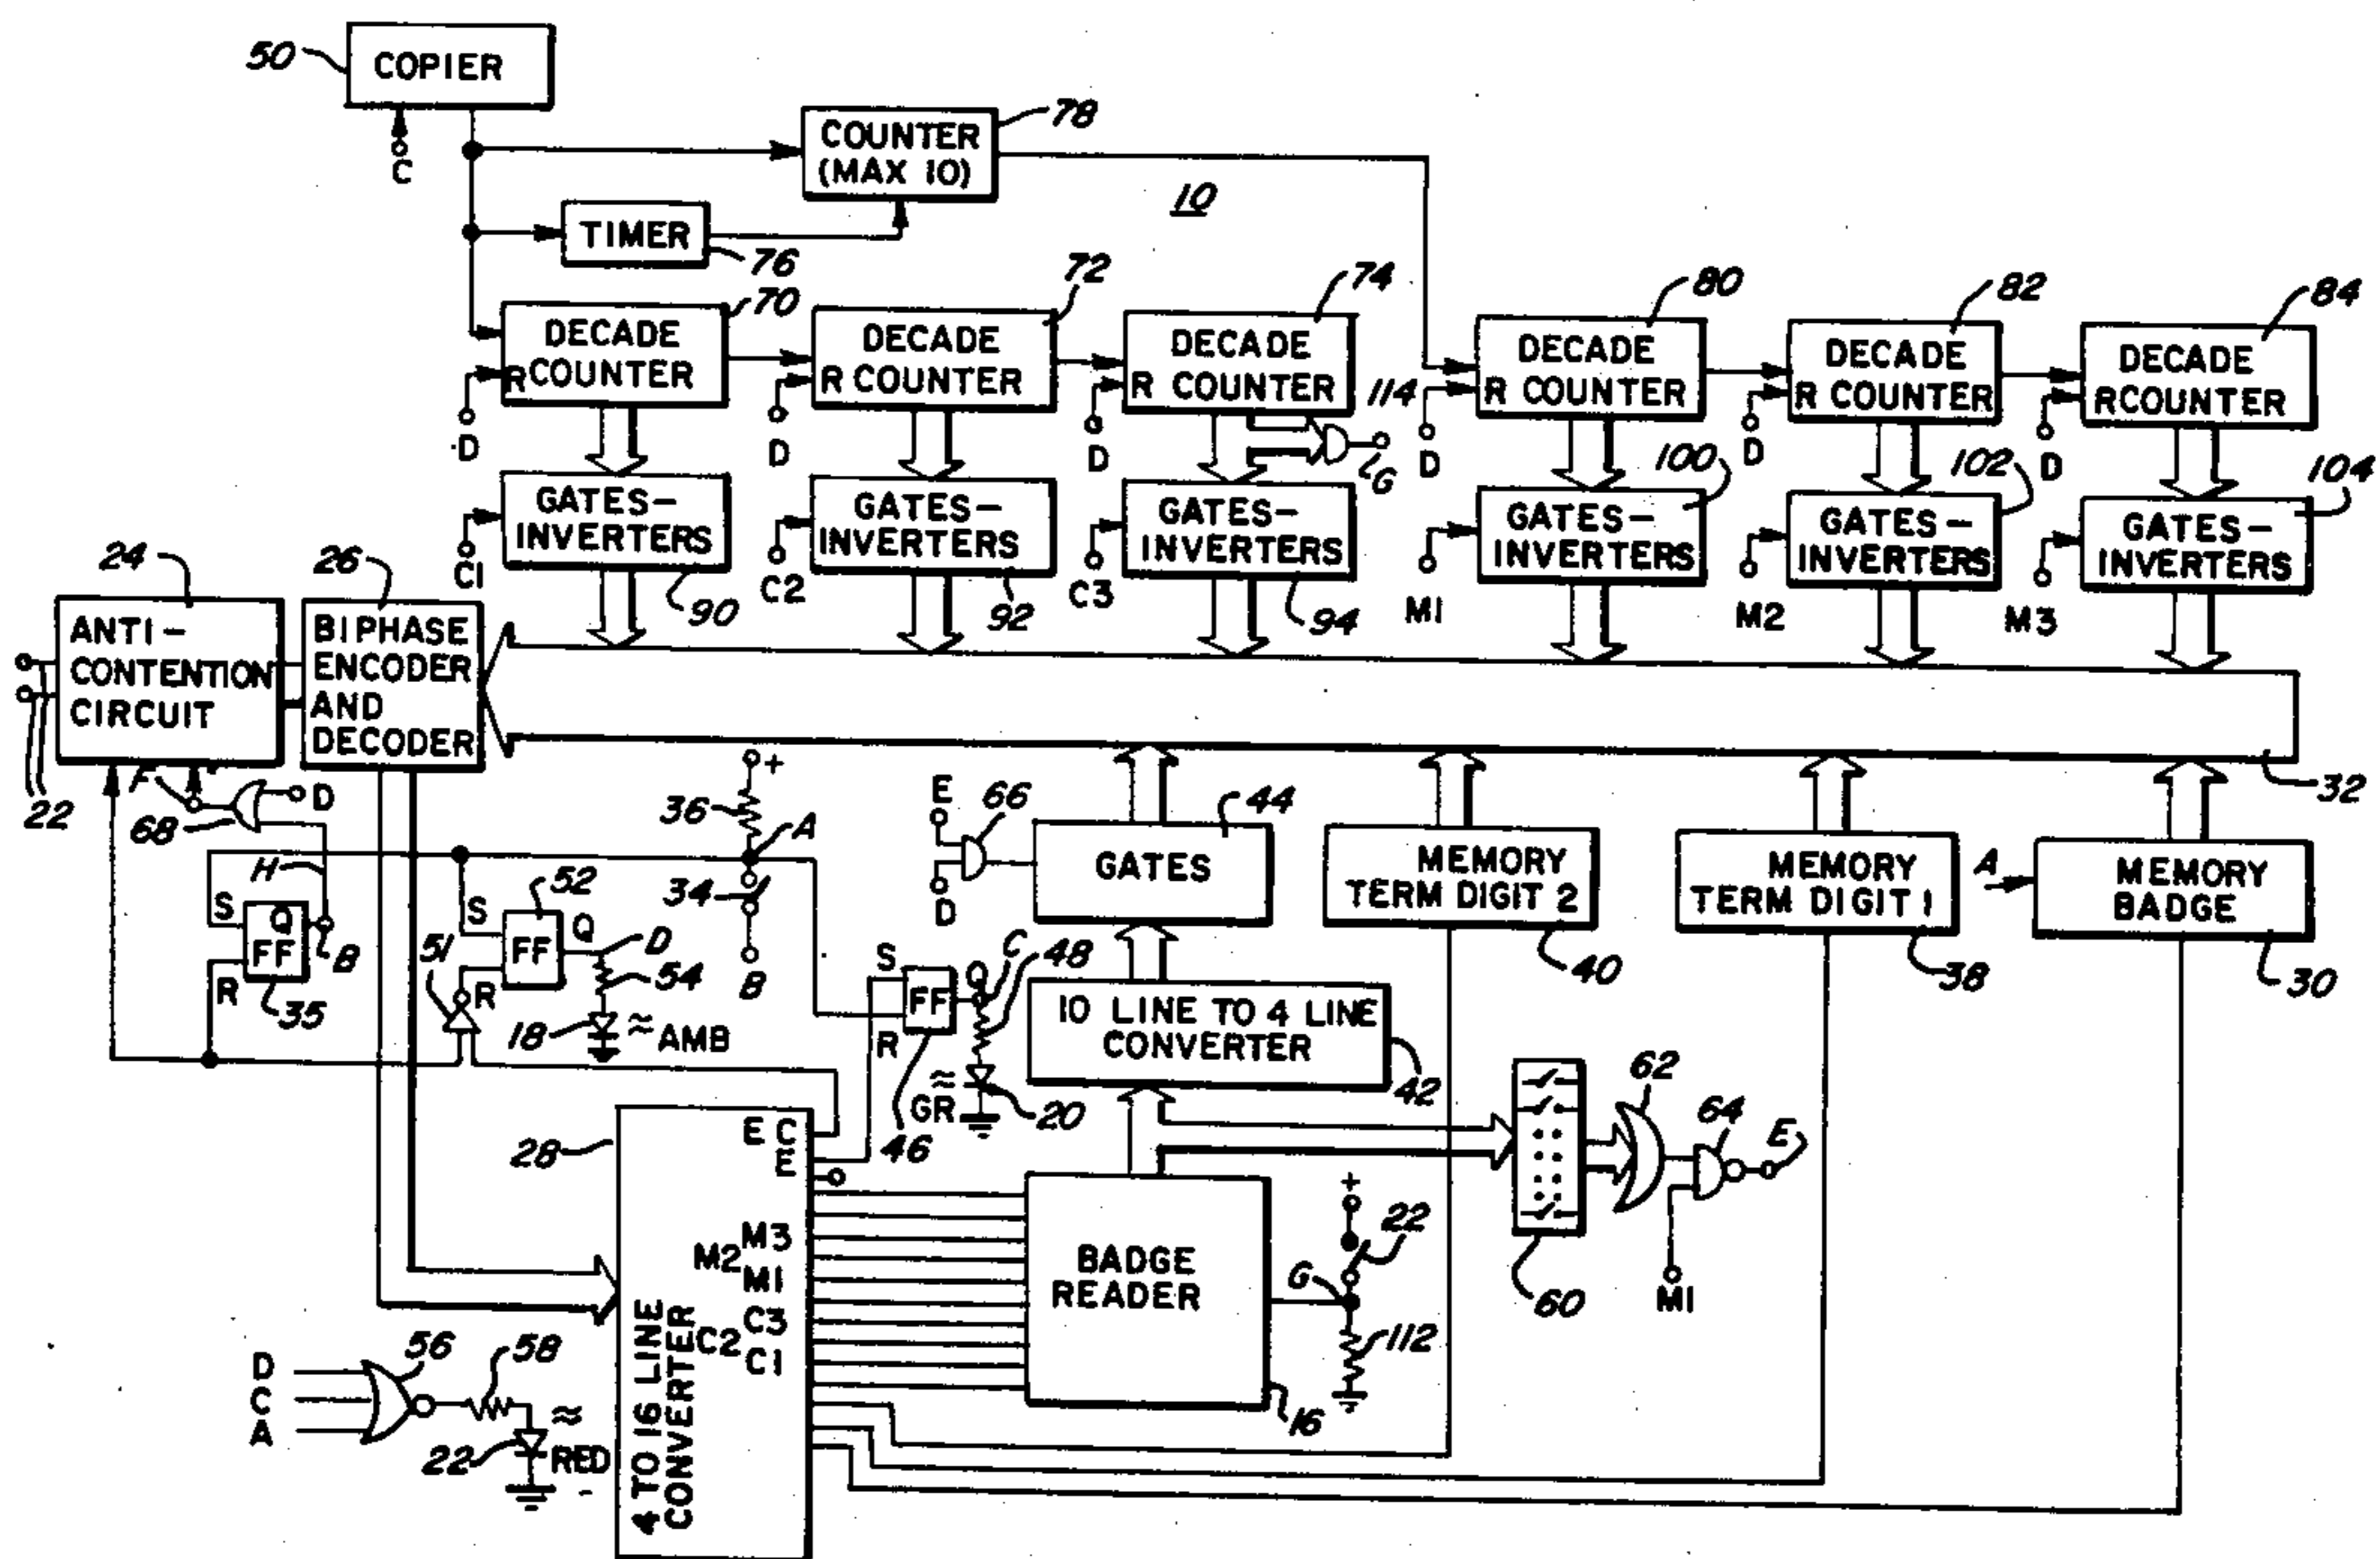 50
COPIER
C
COUNTER
(MAX 10)
78
10
TIMER
76
70
DECADE
R COUNTER
D
72
DECADE
R COUNTER
D
74
DECADE
R COUNTER
D
114
G
80
DECADE
R COUNTER
D
82
DECADE
R COUNTER
D
84
DECADE
R COUNTER
D
GATES-
INVERTERS
C1
90
GATES-
INVERTERS
C2
92
GATES-
INVERTERS
C3
94
100
GATES-
INVERTERS
M1
102
GATES-
INVERTERS
M2
104
GATES-
INVERTERS
M3
24
ANTI-
CONTENTION
CIRCUIT
22
26
BIPHASE
ENCODER
AND
DECODER
32
F
68
D
H
S
Q
FF
R
B
35
51
52
S
Q
FF
R
D
54
18
≈
AMB
+
36
A
34
B
S
Q
FF
R
C
48
≈
GR
20
46
E
66
D
44
GATES
MEMORY
TERM DIGIT 2
40
MEMORY
TERM DIGIT 1
38
A
MEMORY
BADGE
30
10 LINE TO 4 LINE
CONVERTER
42
62
64
E
M1
60
28
E C
E
M3
M2
M1
C3
C2
C1
4 TO 16 LINE
CONVERTER
BADGE
READER
16
+
22
G
112
D
C
A
56
58
22
≈
RED